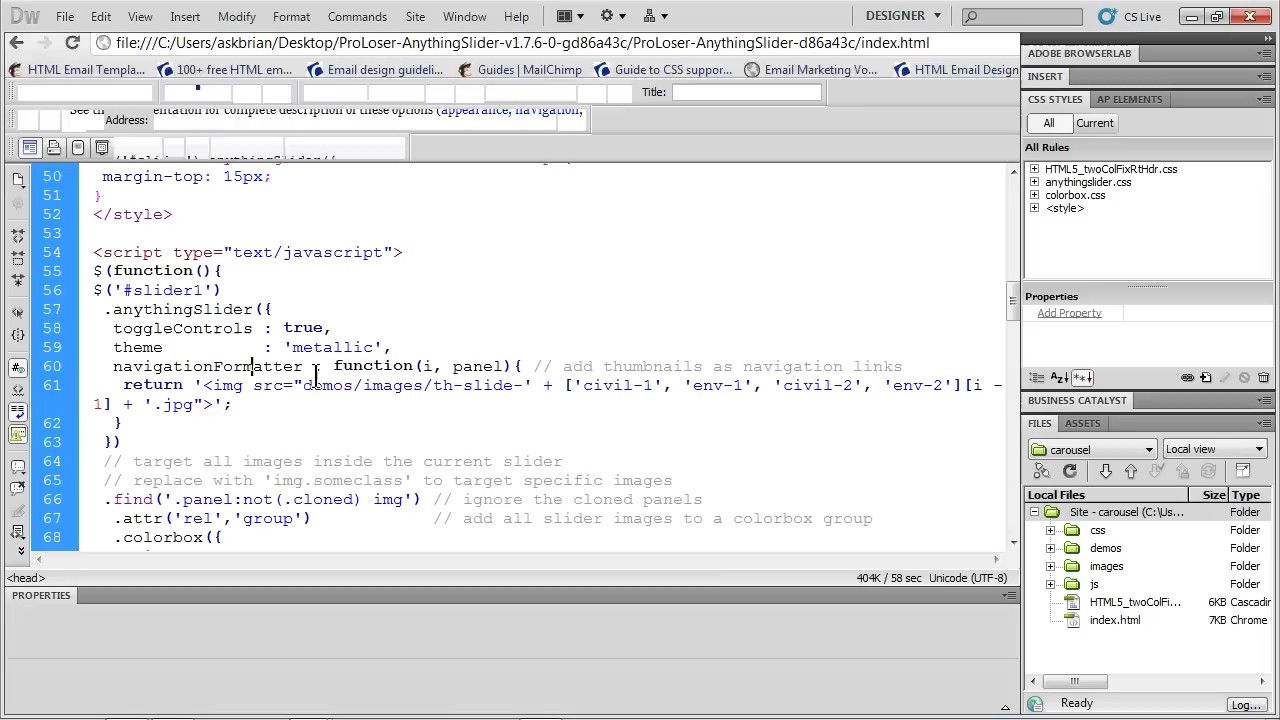 Dw File Edit View Insert Modify Format Commands Site Window Help DESIGNER CS Live
file:///C:/Users/askbrian/Desktop/ProLoser-AnythingSlider-v1.7.6-0-gd86a43c/ProLoser-AnythingSlider-d86a43c/index.html
HTML Email Templa... 100+ free HTML em... Email design guideli... Guides | MailChimp Guide to CSS suppor... Email Marketing Vo... HTML Email Design
Title:
Address: entation for complete description of these options (appearance, navigation,
50 margin-top: 15px;
51 }
52 </style>
53
54 <script type="text/javascript">
55 $(function(){
56 $('#slider1')
57 .anythingSlider({
58 toggleControls : true,
59 theme : 'metallic',
60 navigationFormatter : function(i, panel){ // add thumbnails as navigation links
61 return '<img src="demos/images/th-slide-' + ['civil-1', 'env-1', 'civil-2', 'env-2'][i -
1] + '.jpg">';
62 }
63 })
64 // target all images inside the current slider
65 // replace with 'img.someclass' to target specific images
66 .find('.panel:not(.cloned) img') // ignore the cloned panels
67 .attr('rel','group') // add all slider images to a colorbox group
68 .colorbox({
<head> 404K / 58 sec Unicode (UTF-8)
PROPERTIES
ADOBE BROWSERLAB
INSERT
CSS STYLES AP ELEMENTS
All Current
All Rules
HTML5_twoColFixRtHdr.css
anythingslider.css
colorbox.css
<style>
Properties
Add Property
BUSINESS CATALYST
FILES ASSETS
carousel Local view
Local Files Size Type
Site - carousel (C:\Us... Folder
css Folder
demos Folder
images Folder
js Folder
HTML5_twoColFi... 6KB Cascadir
index.html 7KB Chrome
Ready Log...